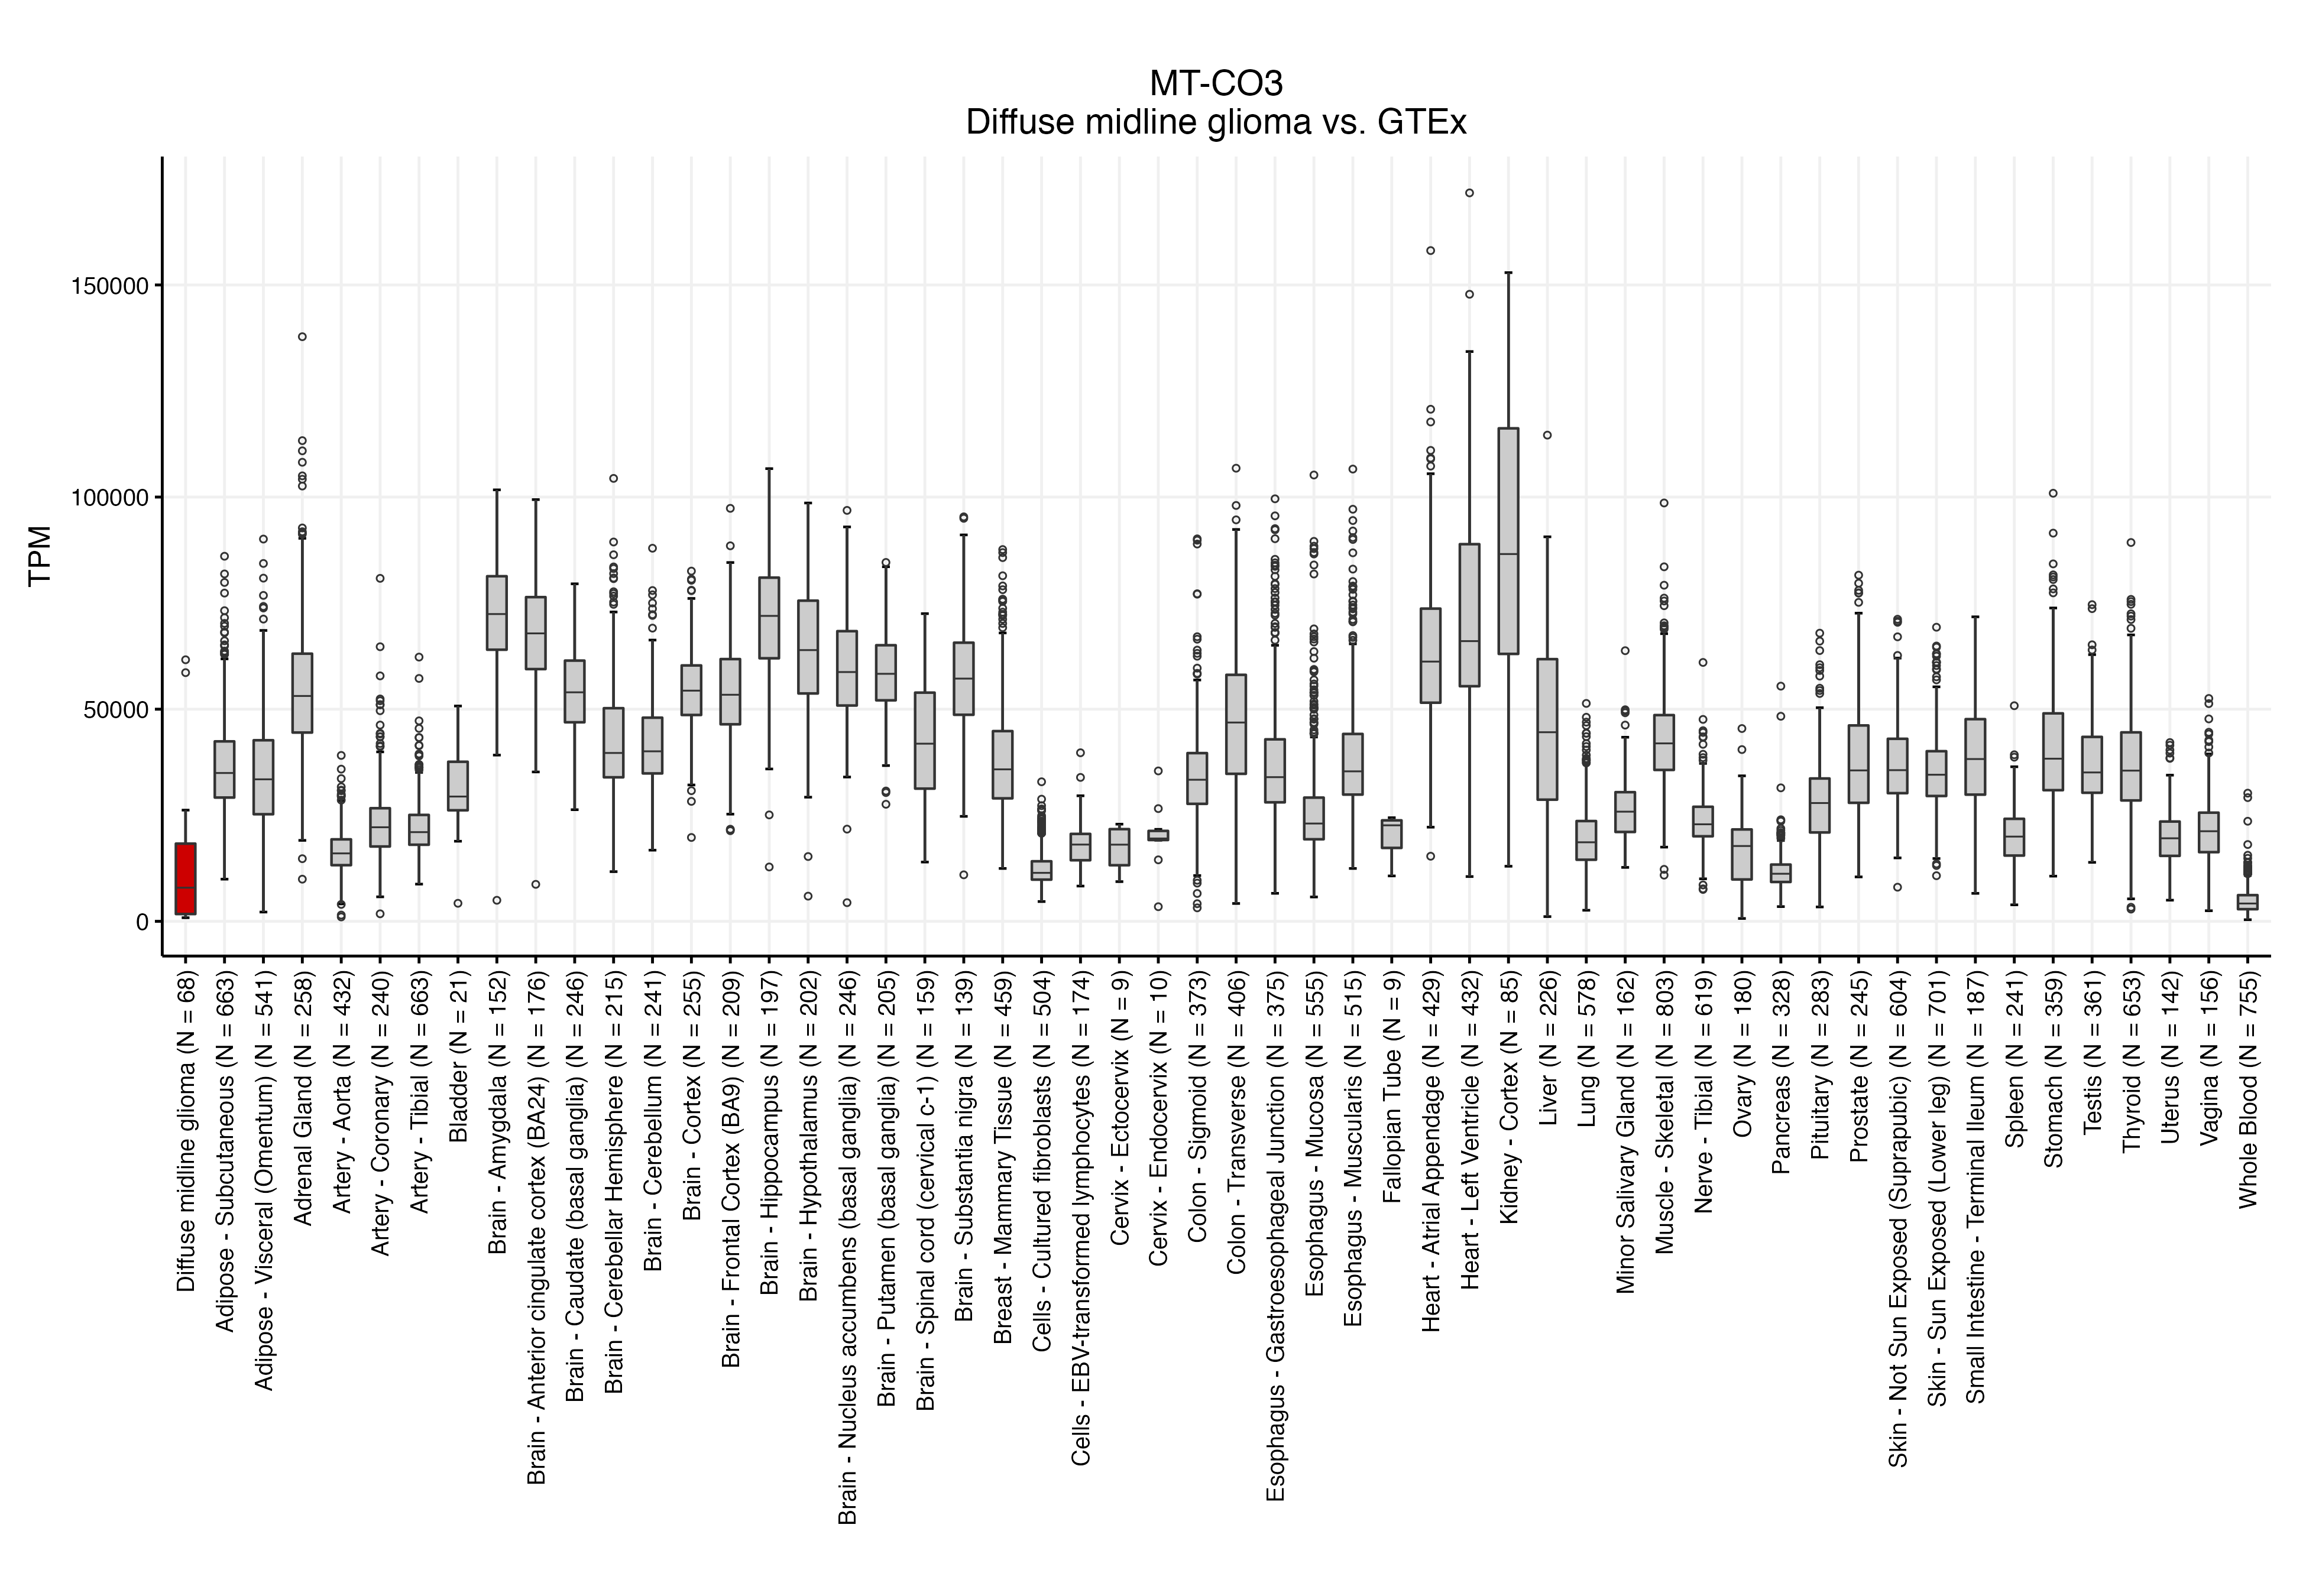 MT-CO3
Diffuse midline glioma vs. GTEx
TPM
150000
100000
50000
0
Diffuse midline glioma (N = 68)
Adipose - Subcutaneous (N = 663)
Adipose - Visceral (Omentum) (N = 541)
Adrenal Gland (N = 258)
Artery - Aorta (N = 432)
Artery - Coronary (N = 240)
Artery - Tibial (N = 663)
Bladder (N = 21)
Brain - Amygdala (N = 152)
Brain - Anterior cingulate cortex (BA24) (N = 176)
Brain - Caudate (basal ganglia) (N = 246)
Brain - Cerebellar Hemisphere (N = 215)
Brain - Cerebellum (N = 241)
Brain - Cortex (N = 255)
Brain - Frontal Cortex (BA9) (N = 209)
Brain - Hippocampus (N = 197)
Brain - Hypothalamus (N = 202)
Brain - Nucleus accumbens (basal ganglia) (N = 246)
Brain - Putamen (basal ganglia) (N = 205)
Brain - Spinal cord (cervical c-1) (N = 159)
Brain - Substantia nigra (N = 139)
Breast - Mammary Tissue (N = 459)
Cells - Cultured fibroblasts (N = 504)
Cells - EBV-transformed lymphocytes (N = 174)
Cervix - Ectocervix (N = 9)
Cervix - Endocervix (N = 10)
Colon - Sigmoid (N = 373)
Colon - Transverse (N = 406)
Esophagus - Gastroesophageal Junction (N = 375)
Esophagus - Mucosa (N = 555)
Esophagus - Muscularis (N = 515)
Fallopian Tube (N = 9)
Heart - Atrial Appendage (N = 429)
Heart - Left Ventricle (N = 432)
Kidney - Cortex (N = 85)
Liver (N = 226)
Lung (N = 578)
Minor Salivary Gland (N = 162)
Muscle - Skeletal (N = 803)
Nerve - Tibial (N = 619)
Ovary (N = 180)
Pancreas (N = 328)
Pituitary (N = 283)
Prostate (N = 245)
Skin - Not Sun Exposed (Suprapubic) (N = 604)
Skin - Sun Exposed (Lower leg) (N = 701)
Small Intestine - Terminal Ileum (N = 187)
Spleen (N = 241)
Stomach (N = 359)
Testis (N = 361)
Thyroid (N = 653)
Uterus (N = 142)
Vagina (N = 156)
Whole Blood (N = 755)